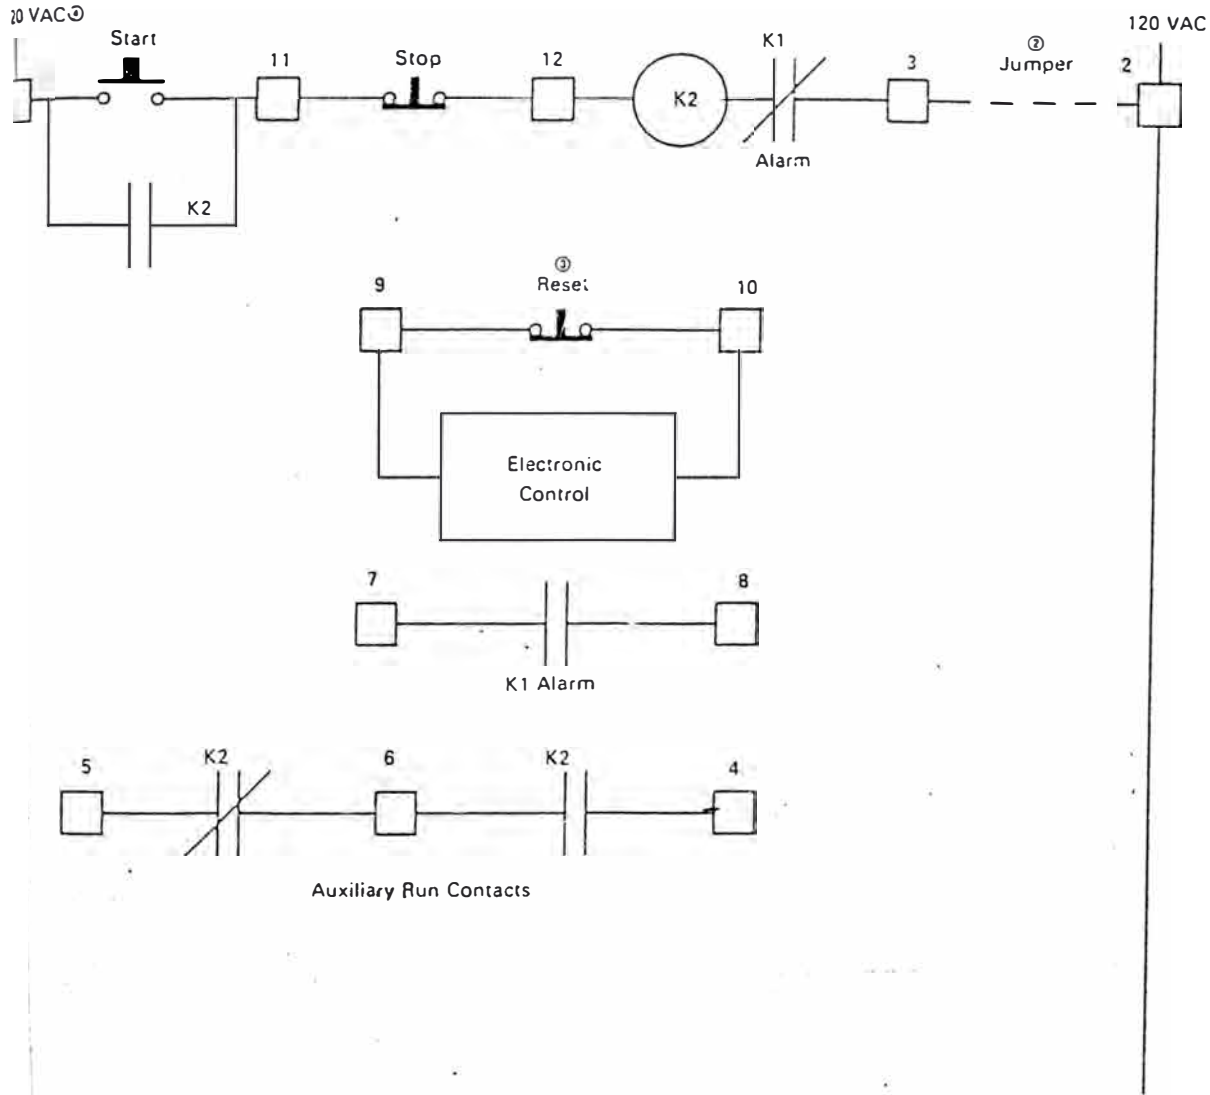 20 VAC④
120 VAC
Start
11
Stop
12
K2
K1
Alarm
3
②
Jumper
2
K2
9
③
Reset
10
Electronic
Control
7
8
K1 Alarm
5
K2
6
K2
4
Auxiliary Run Contacts